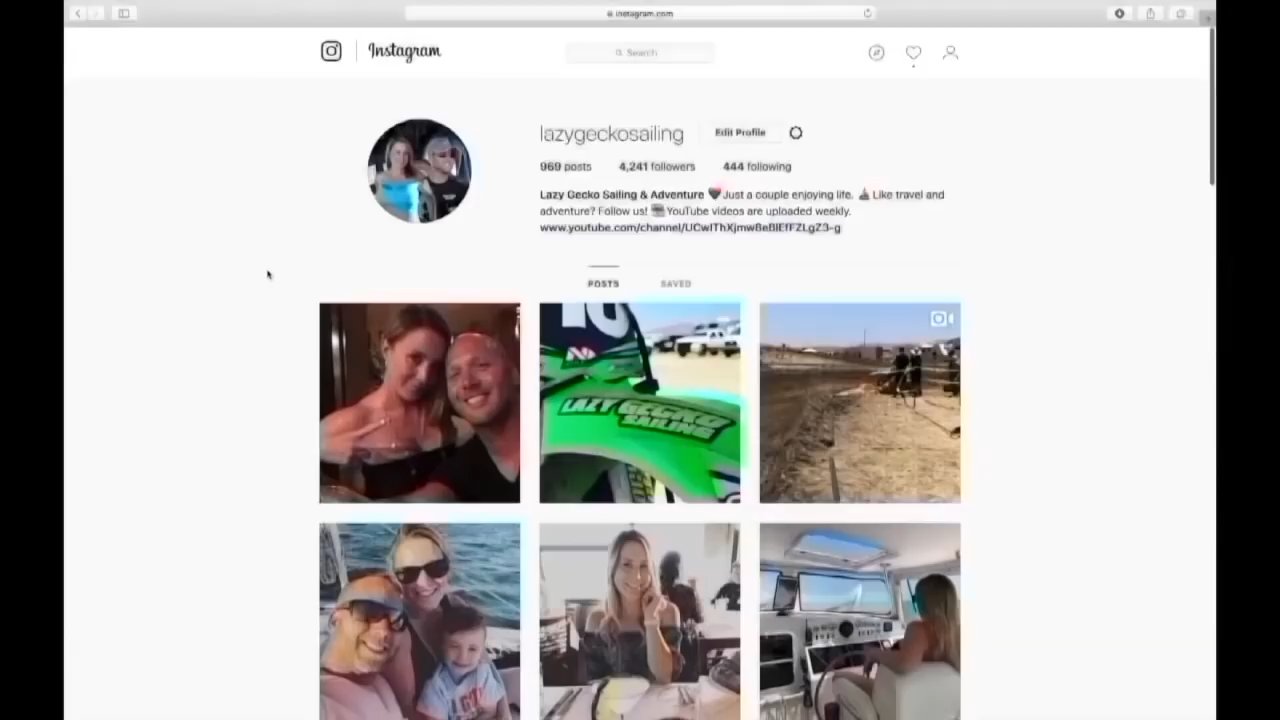 instagram.com
Instagram
Search
lazygeckosailing
Edit Profile
969 posts
4,241 followers
444 following
Lazy Gecko Sailing & Adventure Just a couple enjoying life. Like travel and
adventure? Follow us! YouTube videos are uploaded weekly.
POSTS
SAVED
LAZY GECKO
SAILING